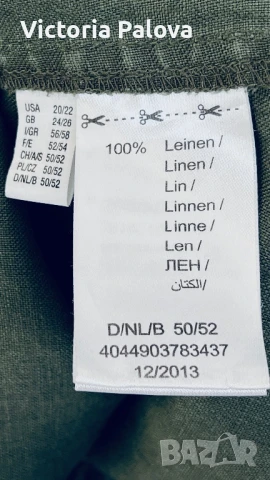 Victoria Palova
USA 20/22
GB 24/26
I/GR 56/58
F/E 52/54
CH/A/S 50/52
PL/CZ 50/52
D/NL/B 50/52
100% Leinen /
Linen /
Lin /
Linnen /
Linne /
Len /
ЛЕН /
الكتان/
D/NL/B 50/52
4044903783437
12/2013
bazar